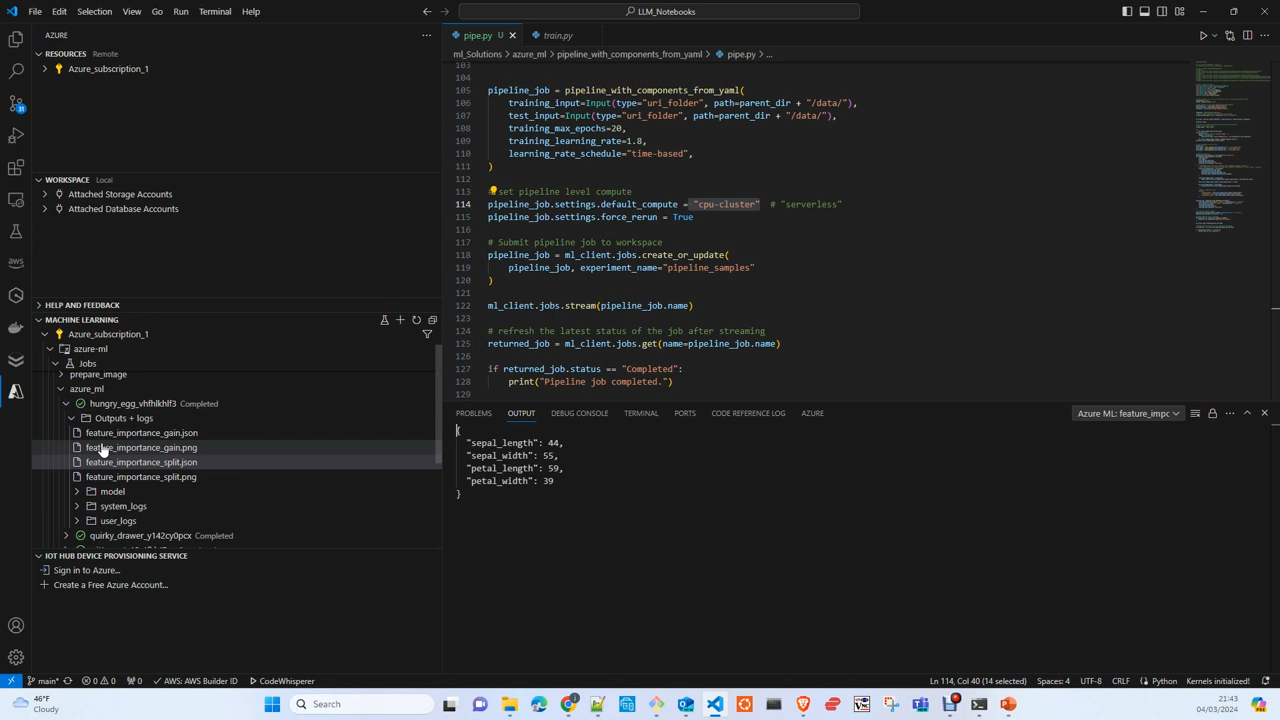 File Edit Selection View Go Run Terminal Help
LLM_Notebooks
AZURE
RESOURCES Remote
Azure_subscription_1
WORKSPACE Local
Attached Storage Accounts
Attached Database Accounts
31
aws
HELP AND FEEDBACK
MACHINE LEARNING
Azure_subscription_1
azure-ml
Jobs
prepare_image
azure_ml
hungry_egg_vhfhlkhlf3 Completed
Outputs + logs
feature_importance_gain.json
feature_importance_gain.png
feature_importance_split.json
feature_importance_split.png
model
system_logs
user_logs
quirky_drawer_y142cy0pcx Completed
IOT HUB DEVICE PROVISIONING SERVICE
Sign in to Azure...
Create a Free Azure Account...
pipe.py U
train.py
ml_Solutions > azure_ml > pipeline_with_components_from_yaml > pipe.py > ...
103
104
105 pipeline_job = pipeline_with_components_from_yaml(
106 training_input=Input(type="uri_folder", path=parent_dir + "/data/"),
107 test_input=Input(type="uri_folder", path=parent_dir + "/data/"),
108 training_max_epochs=20,
109 training_learning_rate=1.8,
110 learning_rate_schedule="time-based",
111 )
112
113 set pipeline level compute
114 pipeline_job.settings.default_compute = "cpu-cluster" # "serverless"
115 pipeline_job.settings.force_rerun = True
116
117 # Submit pipeline job to workspace
118 pipeline_job = ml_client.jobs.create_or_update(
119 pipeline_job, experiment_name="pipeline_samples"
120 )
121
122 ml_client.jobs.stream(pipeline_job.name)
123
124 # refresh the latest status of the job after streaming
125 returned_job = ml_client.jobs.get(name=pipeline_job.name)
126
127 if returned_job.status == "Completed":
128 print("Pipeline job completed.")
129
PROBLEMS OUTPUT DEBUG CONSOLE TERMINAL PORTS CODE REFERENCE LOG AZURE
Azure ML: feature_impc
{
"sepal_length": 44,
"sepal_width": 55,
"petal_length": 59,
"petal_width": 39
}
main* 0 0 0 AWS: AWS Builder ID CodeWhisperer
Ln 114, Col 40 (14 selected) Spaces: 4 UTF-8 CRLF Python Kernels initialized!
46°F
Cloudy
Search
21:43
04/03/2024